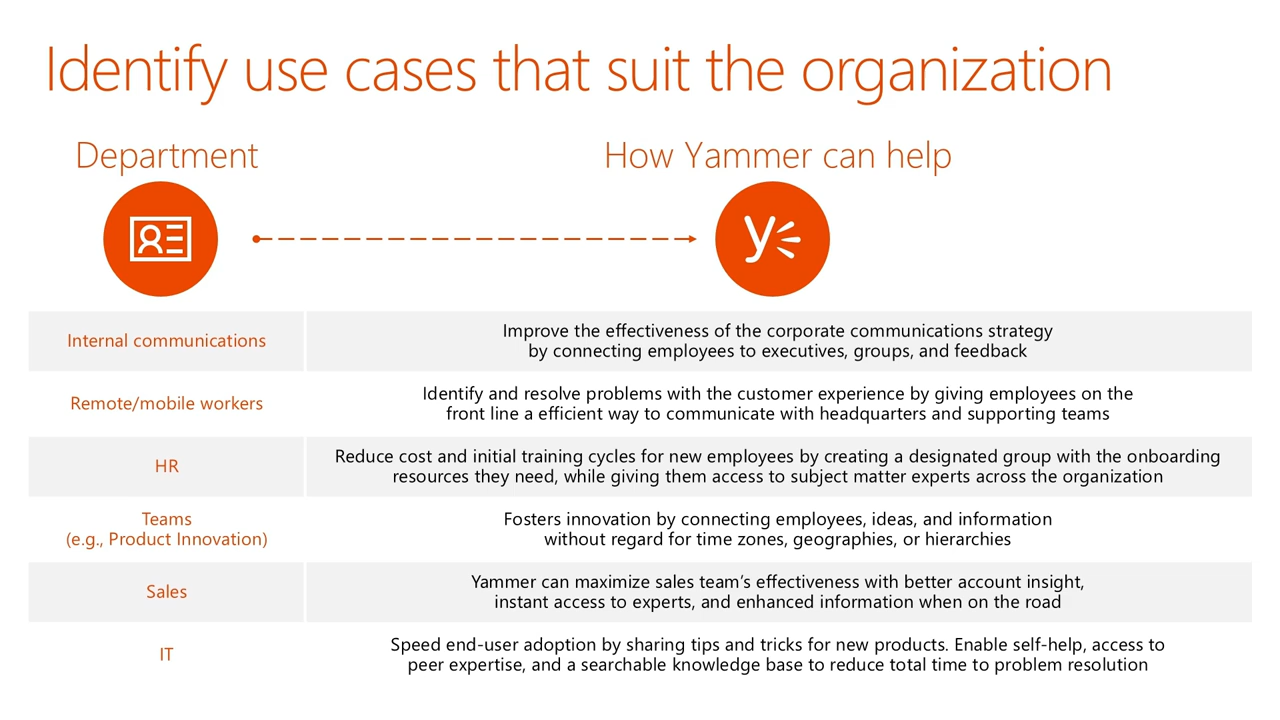 Identify use cases that suit the organization
Department
How Yammer can help
Internal communications
Improve the effectiveness of the corporate communications strategy
by connecting employees to executives, groups, and feedback
Remote/mobile workers
Identify and resolve problems with the customer experience by giving employees on the
front line a efficient way to communicate with headquarters and supporting teams
HR
Reduce cost and initial training cycles for new employees by creating a designated group with the onboarding
resources they need, while giving them access to subject matter experts across the organization
Teams
(e.g., Product Innovation)
Fosters innovation by connecting employees, ideas, and information
without regard for time zones, geographies, or hierarchies
Sales
Yammer can maximize sales team’s effectiveness with better account insight,
instant access to experts, and enhanced information when on the road
IT
Speed end-user adoption by sharing tips and tricks for new products. Enable self-help, access to
peer expertise, and a searchable knowledge base to reduce total time to problem resolution